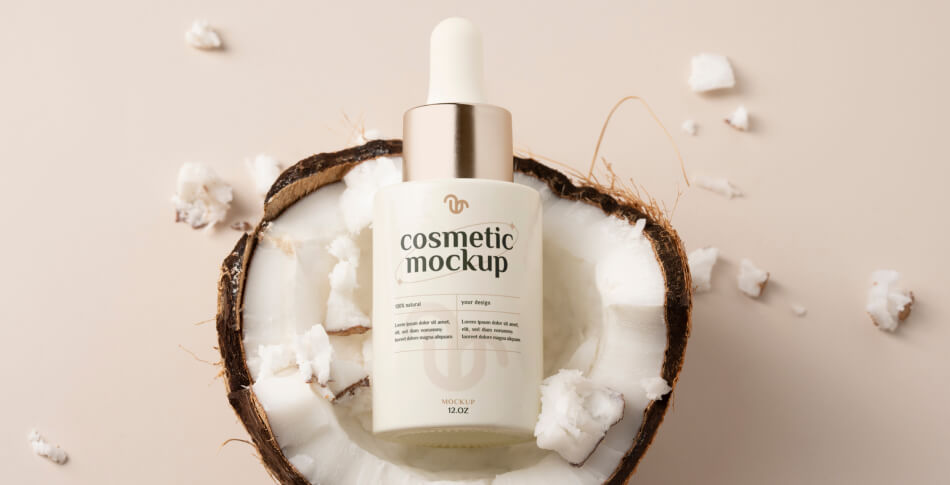 cosmetic
mockup
100% natural
your design
Lorem ipsum dolor sit amet,
elit, sed diam nonummy
laoreet dolore magna aliquam
Lorem ipsum dolor sit amet,
elit, sed diam nonummy
laoreet dolore magna aliquam
MOCKUP
12.OZ